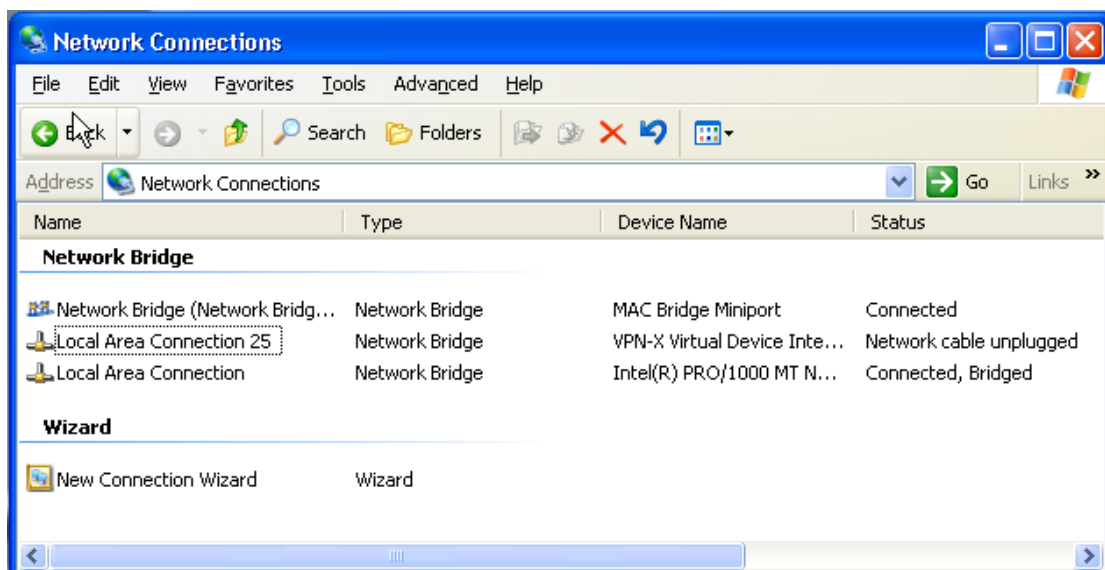 Network Connections
File Edit View Favorites Tools Advanced Help
Back Search Folders
Address Network Connections Go Links »
Name Type Device Name Status
Network Bridge
Network Bridge (Network Bridg... Network Bridge MAC Bridge Miniport Connected
Local Area Connection 25 Network Bridge VPN-X Virtual Device Inte... Network cable unplugged
Local Area Connection Network Bridge Intel(R) PRO/1000 MT N... Connected, Bridged
Wizard
New Connection Wizard Wizard